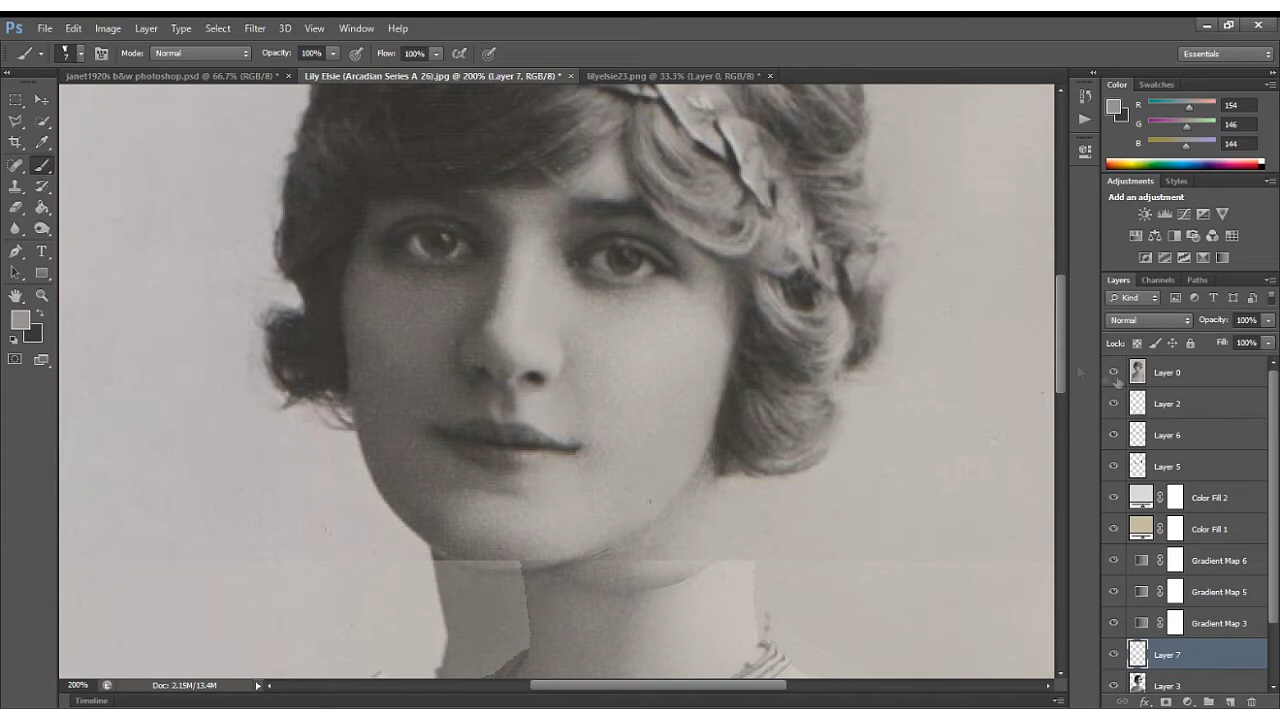 Ps File Edit Image Layer Type Select Filter 3D View Window Help
7 Mode: Normal Opacity: 100% Flow: 100% Essentials
janet1920s b&w photoshop.psd @ 66.7% (RGB/8) * × Lily Elsie (Arcadian Series A 26).jpg @ 200% (Layer 7, RGB/8) * × lilyelsie23.png @ 33.3% (Layer 0, RGB/8) * ×
Color Swatches
R 154
G 146
B 144
Adjustments Styles
Add an adjustment
Layers Channels Paths
Kind
Normal Opacity: 100%
Lock: Fill: 100%
Layer 0
Layer 2
Layer 6
Layer 5
Color Fill 2
Color Fill 1
Gradient Map 6
Gradient Map 5
Gradient Map 3
Layer 7
Layer 3
200% Doc: 2.15M/13.4M
Timeline